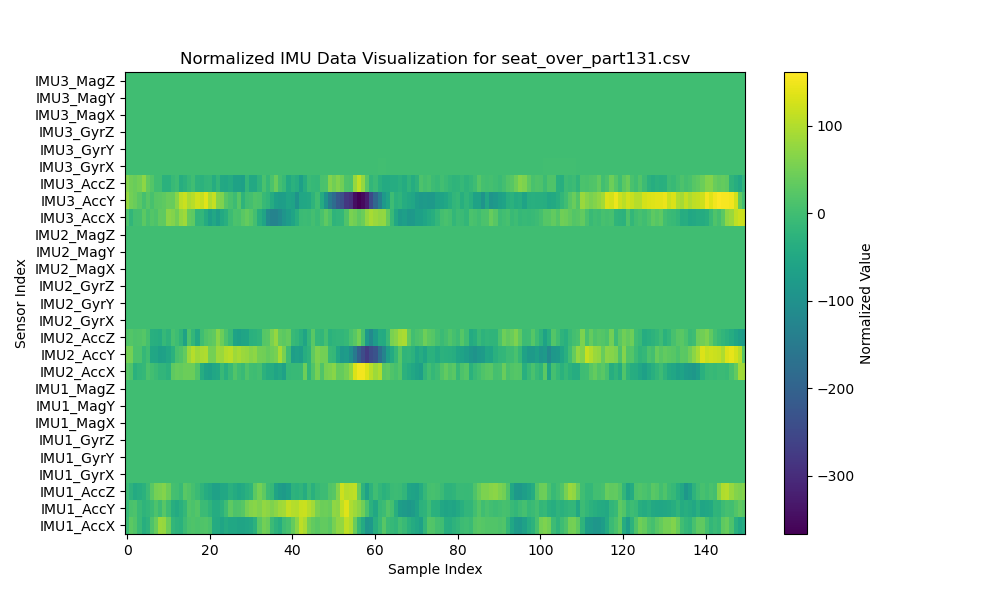 Normalized IMU Data Visualization for seat_over_part131.csv
IMU3_MagZ
IMU3_MagY
IMU3_MagX
IMU3_GyrZ
IMU3_GyrY
IMU3_GyrX
IMU3_AccZ
IMU3_AccY
IMU3_AccX
IMU2_MagZ
IMU2_MagY
IMU2_MagX
IMU2_GyrZ
IMU2_GyrY
IMU2_GyrX
IMU2_AccZ
IMU2_AccY
IMU2_AccX
IMU1_MagZ
IMU1_MagY
IMU1_MagX
IMU1_GyrZ
IMU1_GyrY
IMU1_GyrX
IMU1_AccZ
IMU1_AccY
IMU1_AccX
Sensor Index
0 20 40 60 80 100 120 140
Sample Index
100
0
−100
−200
−300
Normalized Value